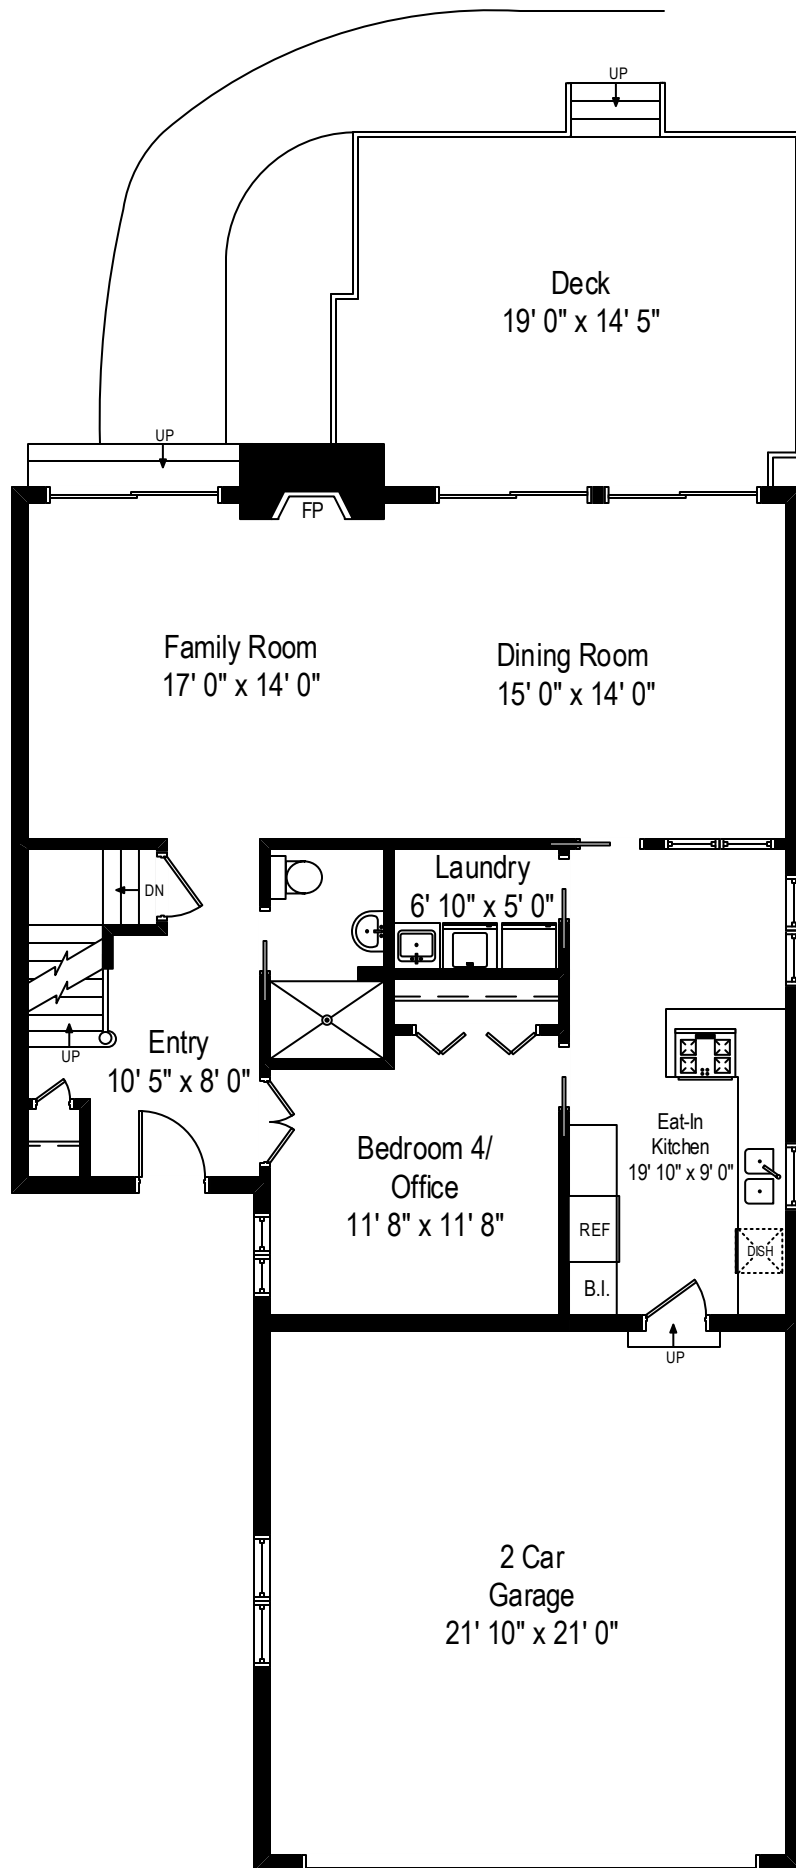 UP
Deck
19' 0" x 14' 5"
UP
FP
Family Room
17' 0" x 14' 0"
Dining Room
15' 0" x 14' 0"
Laundry
6' 10" x 5' 0"
DN
UP
Entry
10' 5" x 8' 0"
Bedroom 4/
Office
11' 8" x 11' 8"
Eat-In
Kitchen
19' 10" x 9' 0"
REF
DISH
B.I.
UP
2 Car
Garage
21' 10" x 21' 0"